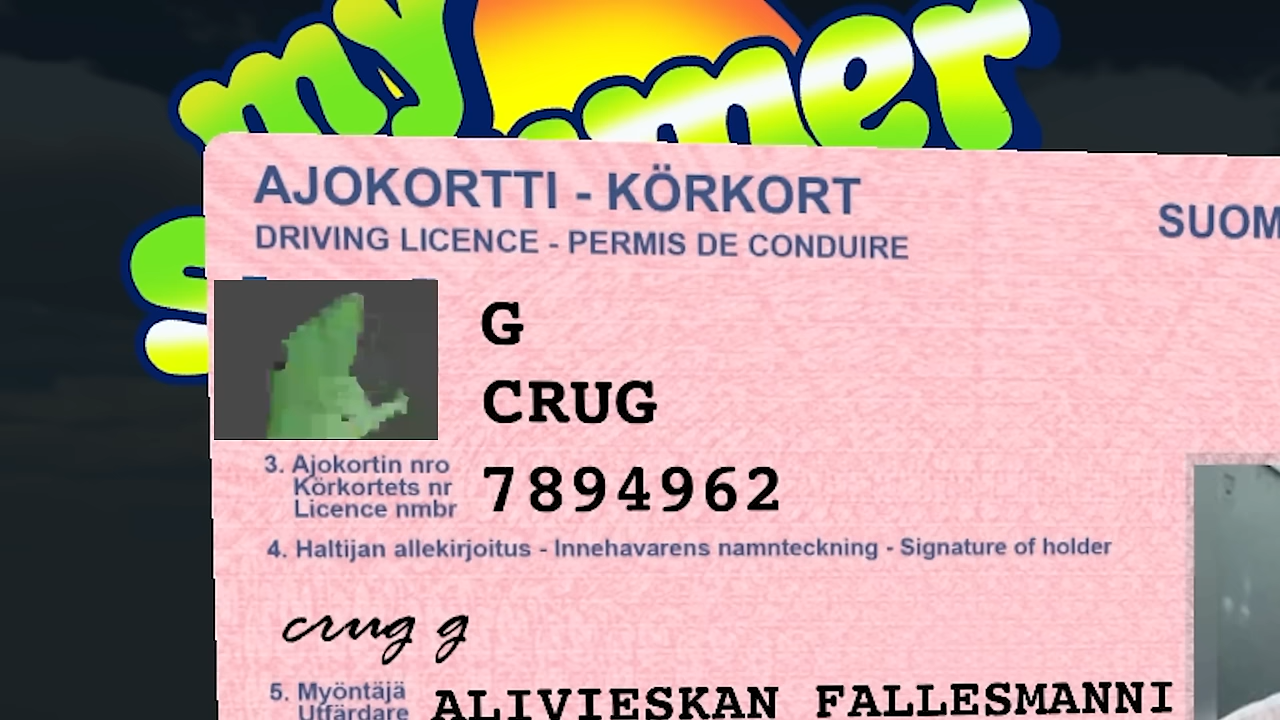 my
summer
AJOKORTTI - KÖRKORT
SUOM
DRIVING LICENCE - PERMIS DE CONDUIRE
G
CRUG
3. Ajokortin nro
Körkortets nr
Licence nmbr
7894962
4. Haltijan allekirjoitus - Innehavarens namnteckning - Signature of holder
crug g
5. Myöntäjä
Utfärdare
ALIVIESKAN FALLESMANNI